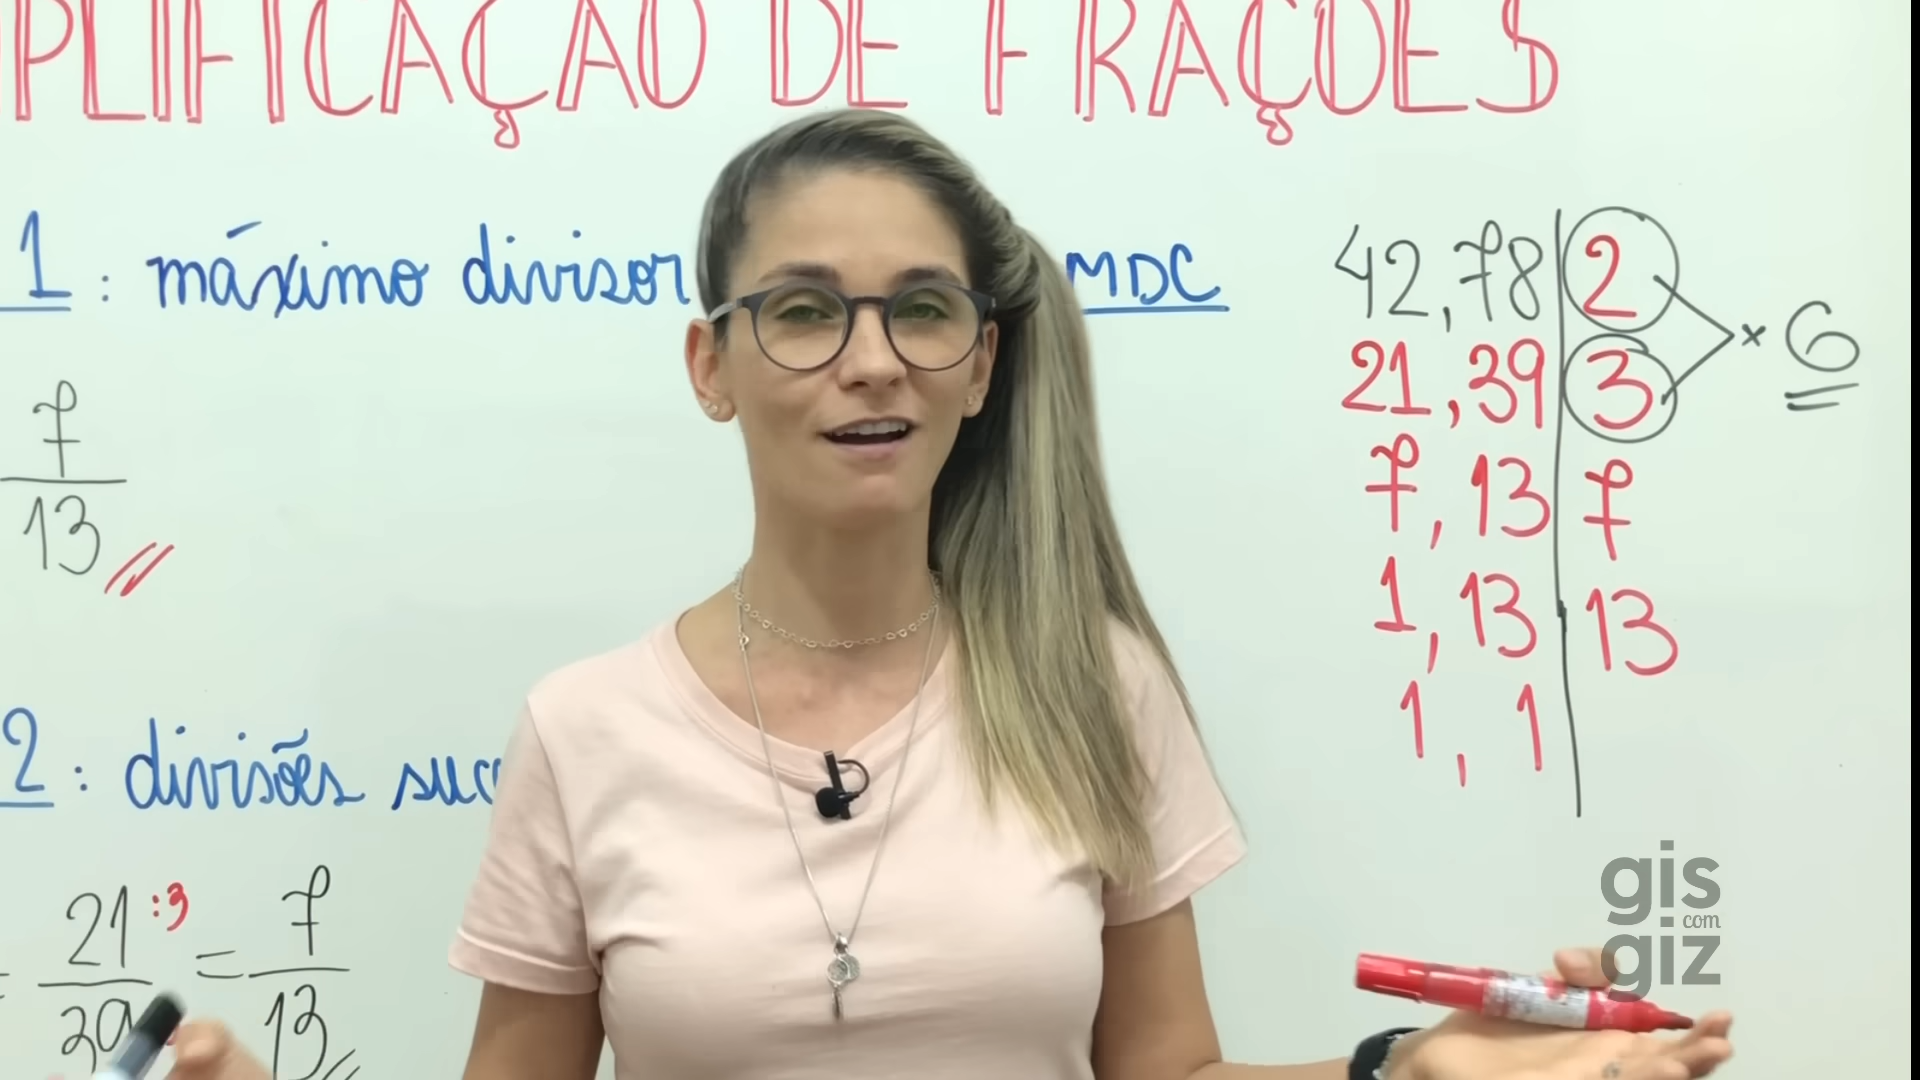 PLIFICAÇÃO DE FRAÇÕES
1: máximo divisor MDC
7
13
2: divisões suc
21 :3 = 7
39 13
42, 78 | 2
21, 39 | 3
× 6
7, 13 | 7
1, 13 | 13
1, 1
gis
com
giz